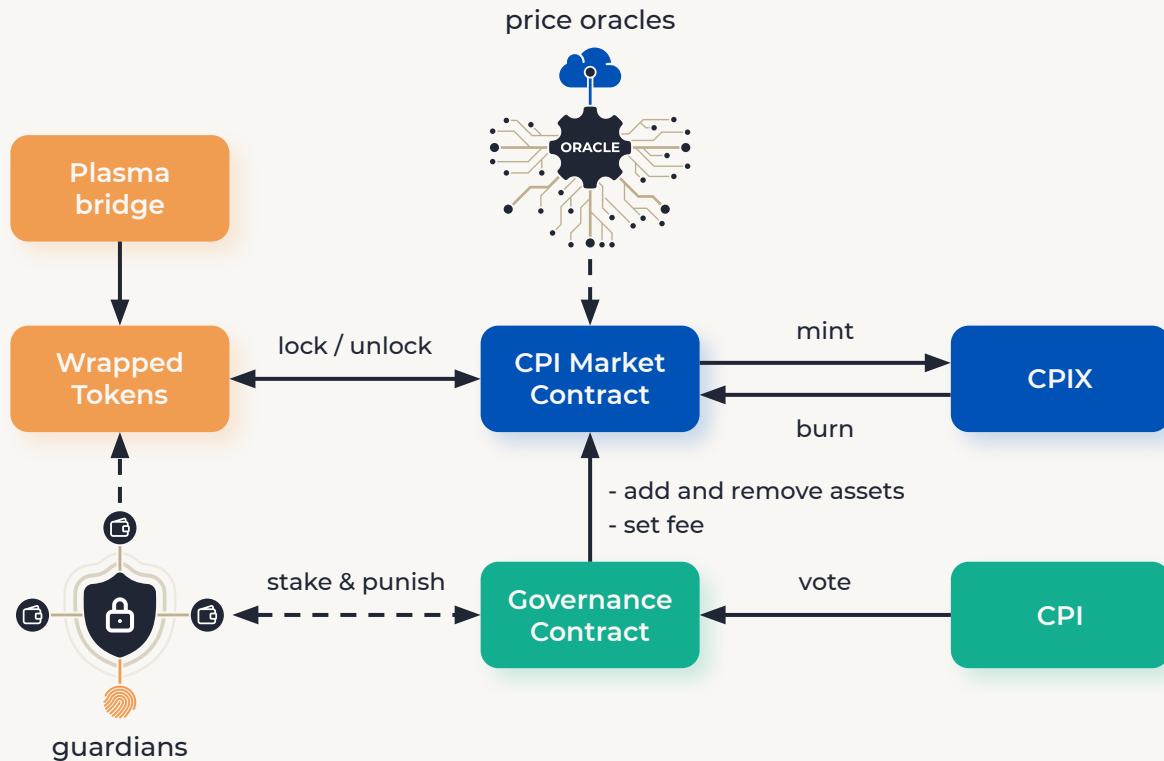 price oracles
ORACLE
Plasma
bridge
Wrapped
Tokens
lock / unlock
CPI Market
Contract
mint
burn
CPIX
- add and remove assets
- set fee
stake & punish
Governance
Contract
vote
CPI
guardians